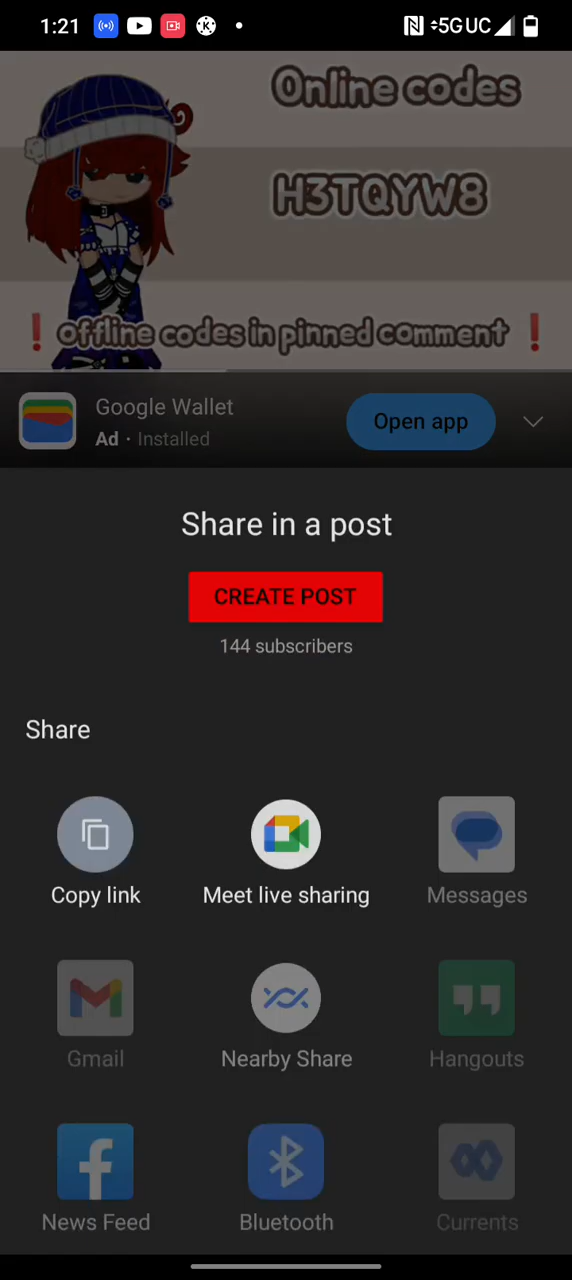 1:21
5G UC
Online codes
H3TQYW8
❗ offline codes in pinned comment ❗
Google Wallet
Ad • Installed
Open app
Share in a post
CREATE POST
144 subscribers
Share
Copy link
Meet live sharing
Messages
Gmail
Nearby Share
Hangouts
News Feed
Bluetooth
Currents